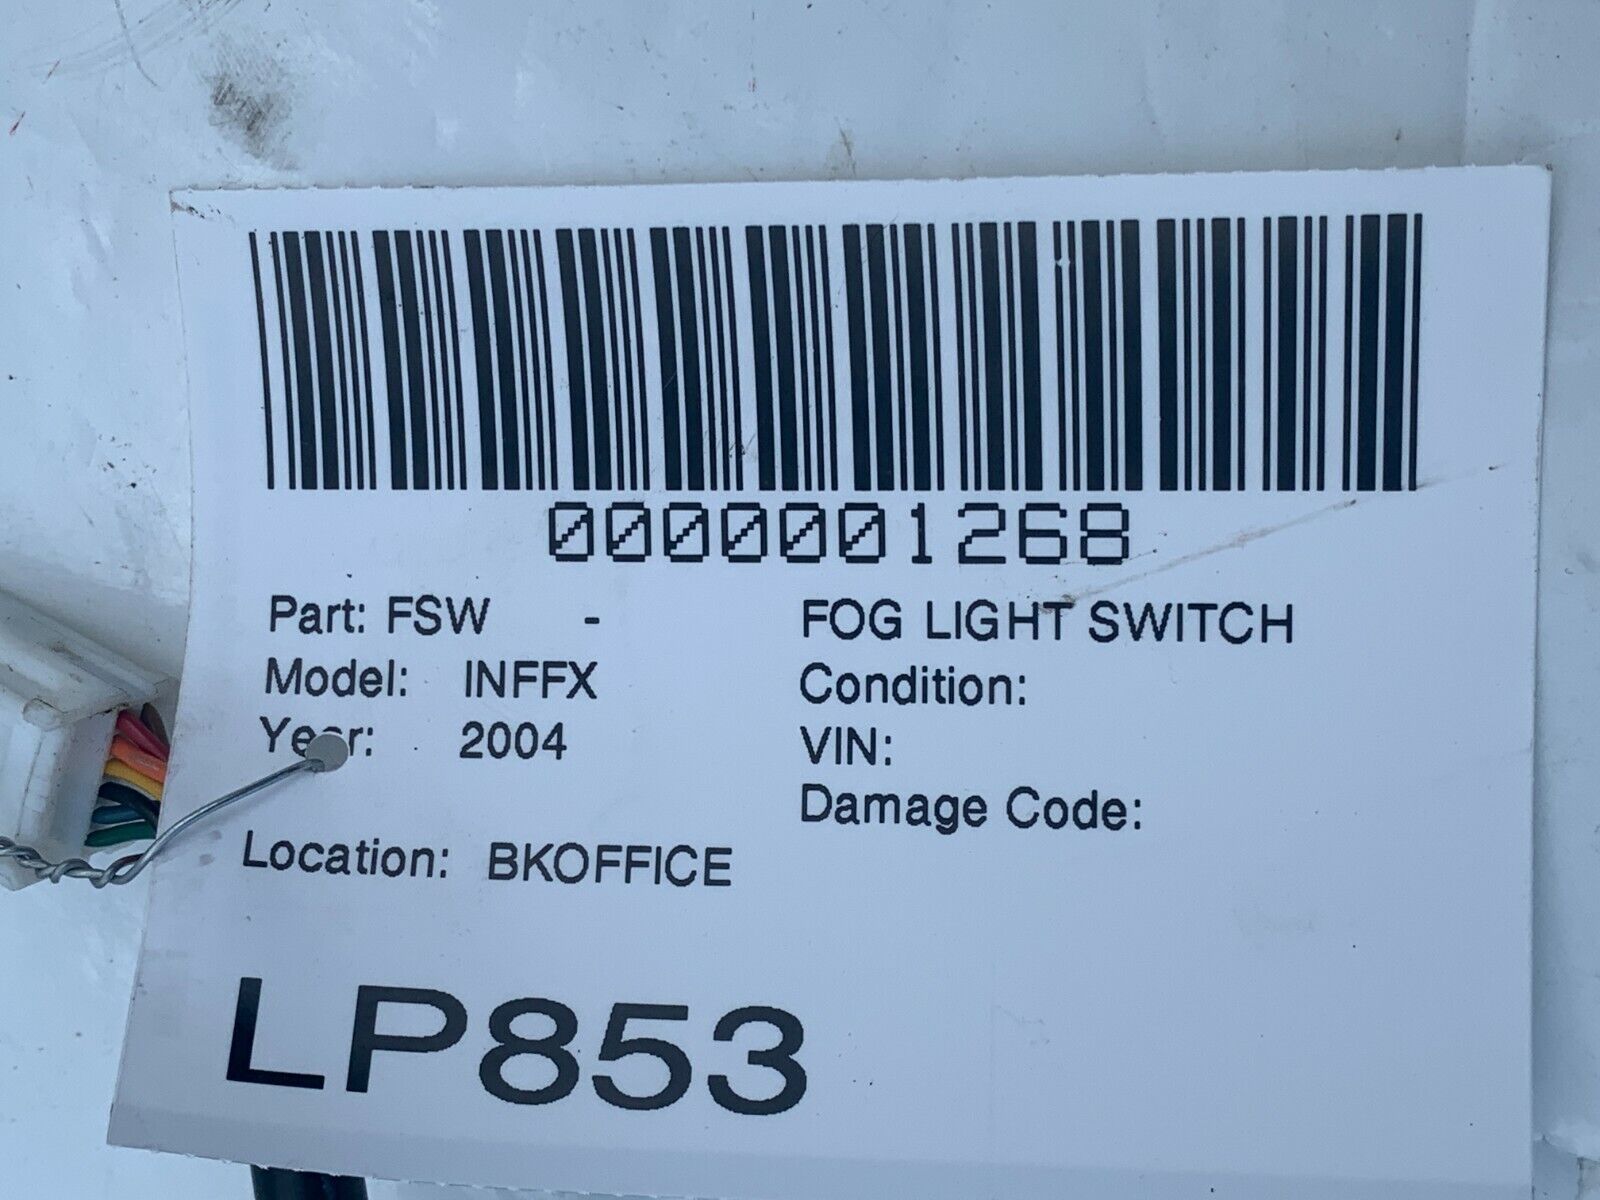 0000001268
Part: FSW - FOG LIGHT SWITCH
Model: INFFX Condition:
Year: 2004 VIN:
Damage Code:
Location: BKOFFICE
LP853